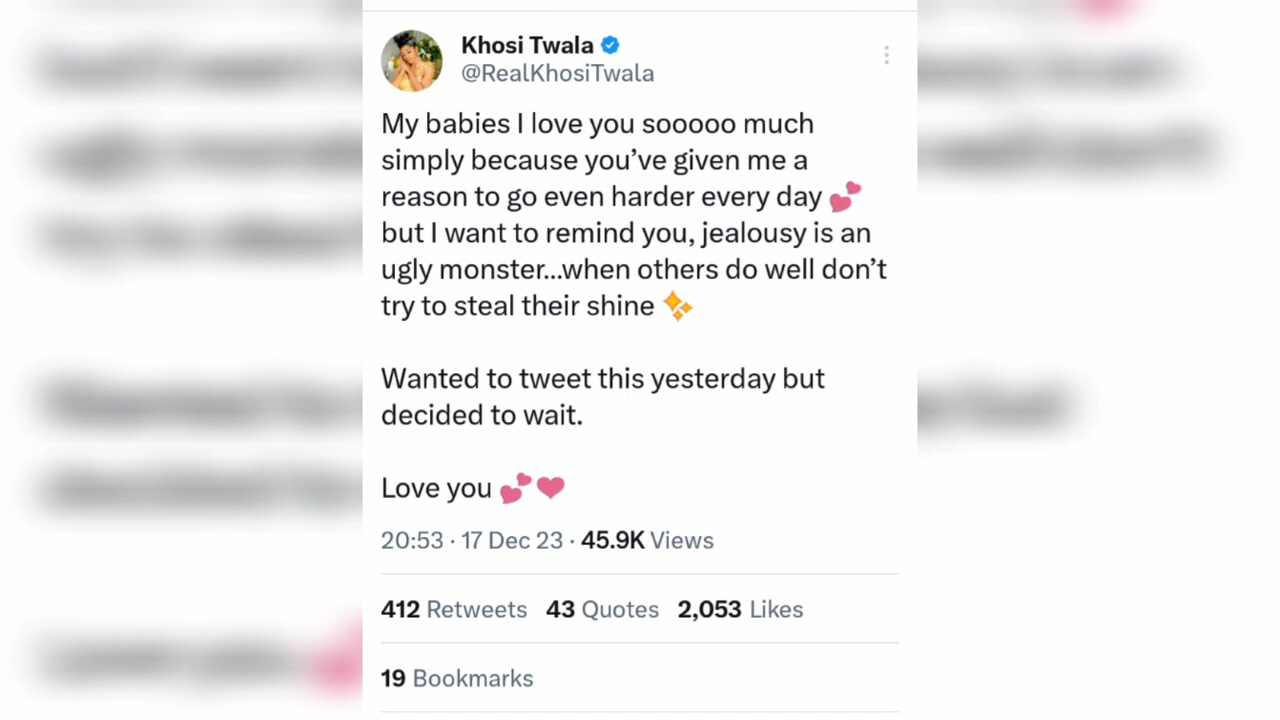 Khosi Twala
@RealKhosiTwala
My babies I love you sooooo much
simply because you’ve given me a
reason to go even harder every day 💕
but I want to remind you, jealousy is an
ugly monster...when others do well don’t
try to steal their shine ✨
Wanted to tweet this yesterday but
decided to wait.
Love you 💕❤
20:53 · 17 Dec 23 · 45.9K Views
412 Retweets 43 Quotes 2,053 Likes
19 Bookmarks